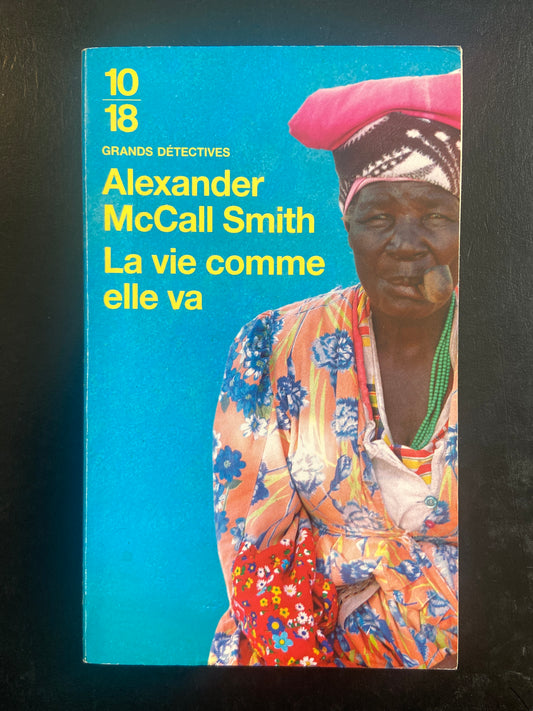 10
18
GRANDS DÉTECTIVES
Alexander
McCall Smith
La vie comme
elle va